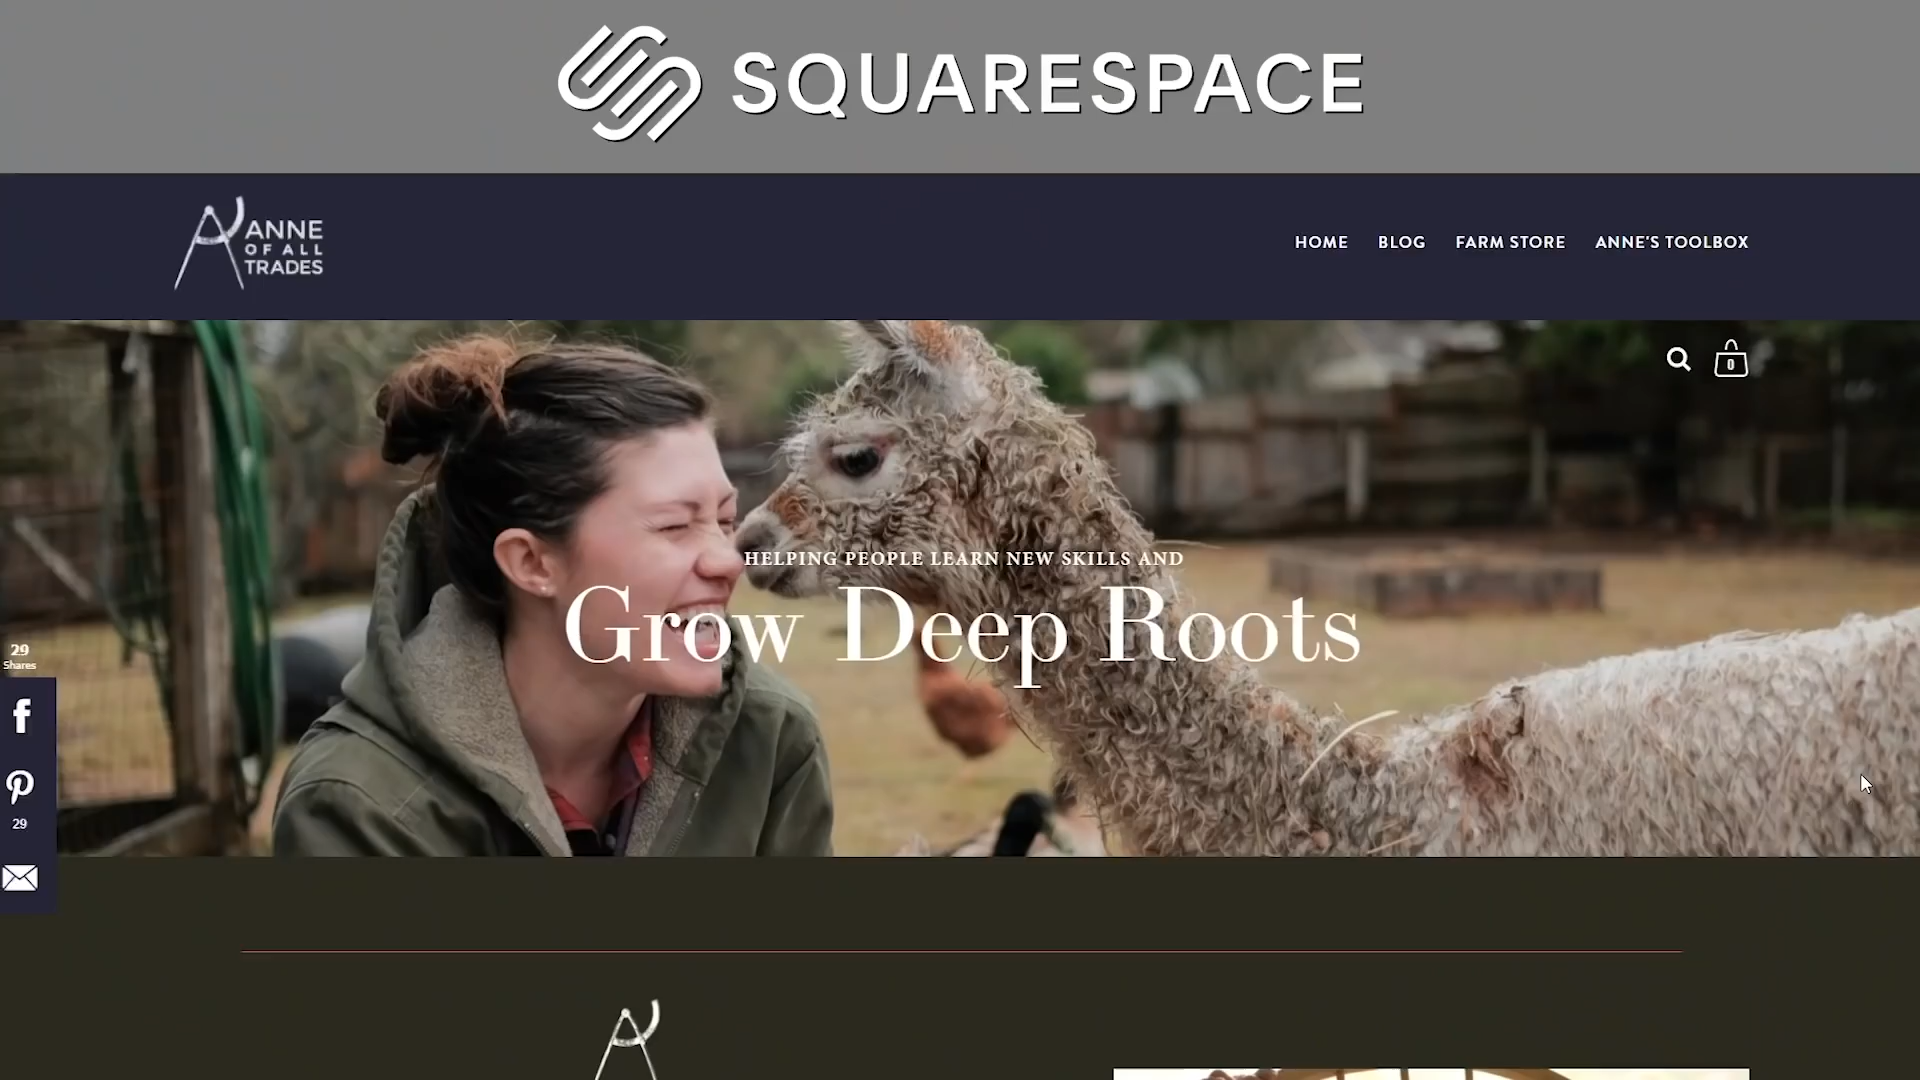 SQUARESPACE
ANNE
OF ALL
TRADES
HOME BLOG FARM STORE ANNE'S TOOLBOX
0
HELPING PEOPLE LEARN NEW SKILLS AND
Grow Deep Roots
29
Shares
29